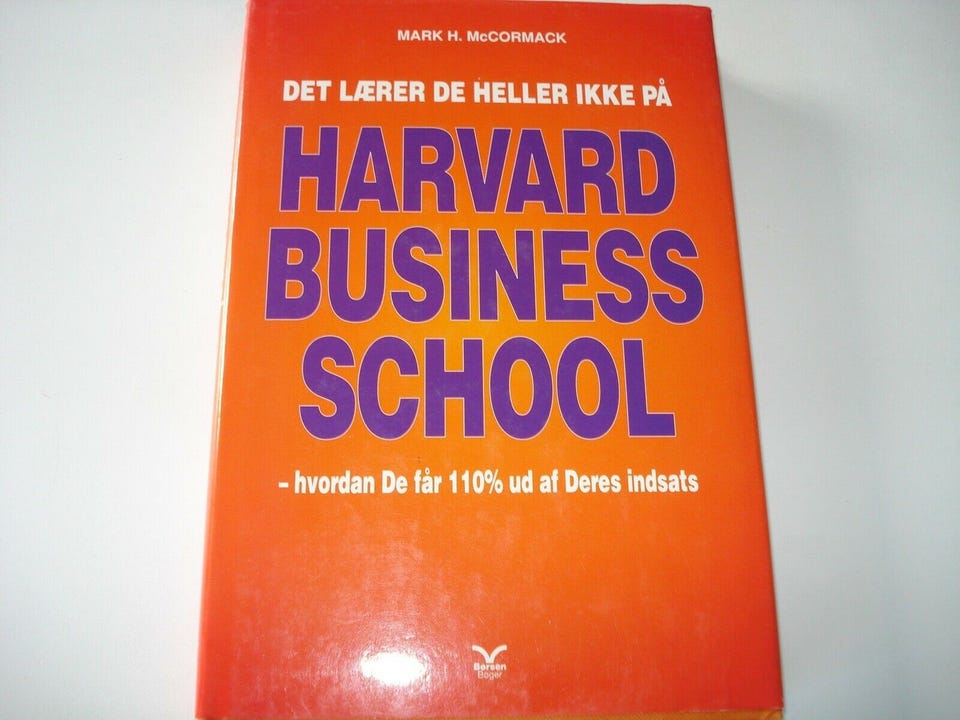 MARK H. McCORMACK
DET LÆRER DE HELLER IKKE PÅ
HARVARD
BUSINESS
SCHOOL
– hvordan De får 110% ud af Deres indsats
Børsen
Bøger